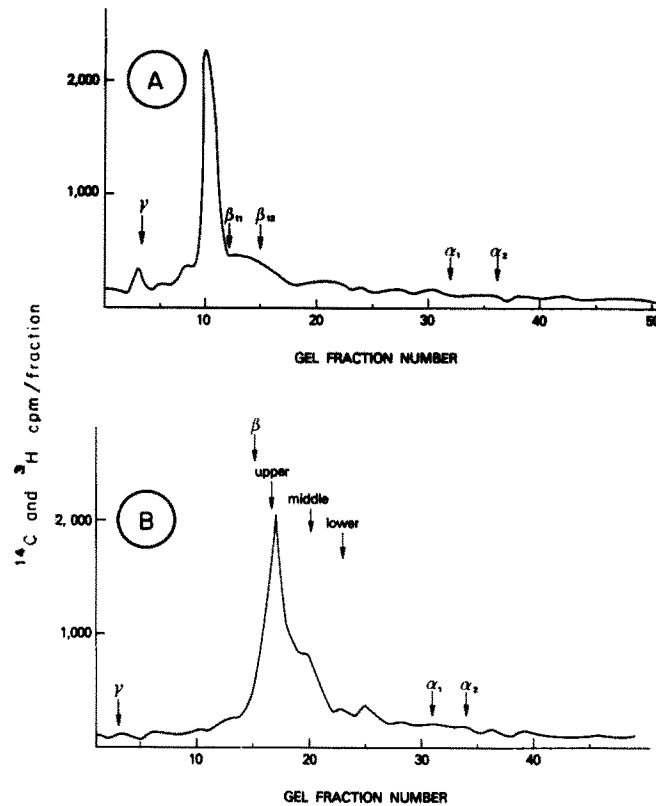 A
2,000
1,000
γ
β₁₁
β₁₂
α₁
α₂
10
20
30
40
50
GEL FRACTION NUMBER
¹⁴C and ³H cpm/fraction
B
β
upper
middle
lower
2,000
1,000
γ
α₁
α₂
10
20
30
40
GEL FRACTION NUMBER